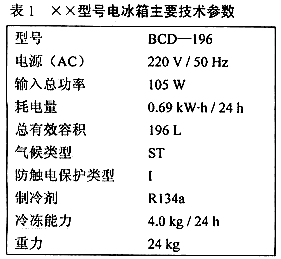 表1 ××型号电冰箱主要技术参数
型号 BCD—196
电源（AC） 220 V / 50 Hz
输入总功率 105 W
耗电量 0.69 kW·h / 24 h
总有效容积 196 L
气候类型 ST
防触电保护类型 I
制冷剂 R134a
冷冻能力 4.0 kg / 24 h
重力 24 kg